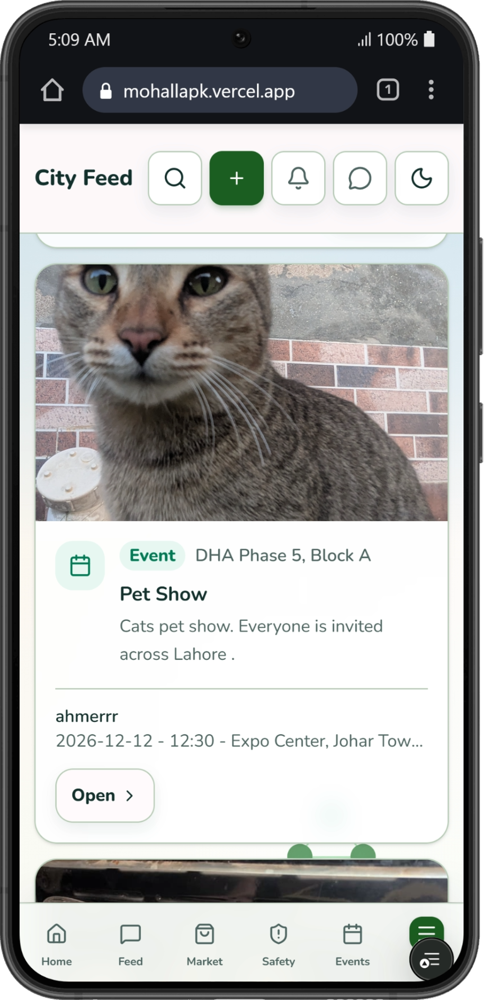 5:09 AM
100%
mohallapk.vercel.app
1
City Feed
Event
DHA Phase 5, Block A
Pet Show
Cats pet show. Everyone is invited
across Lahore .
ahmerrr
2026-12-12 - 12:30 - Expo Center, Johar Tow...
Open
Home
Feed
Market
Safety
Events